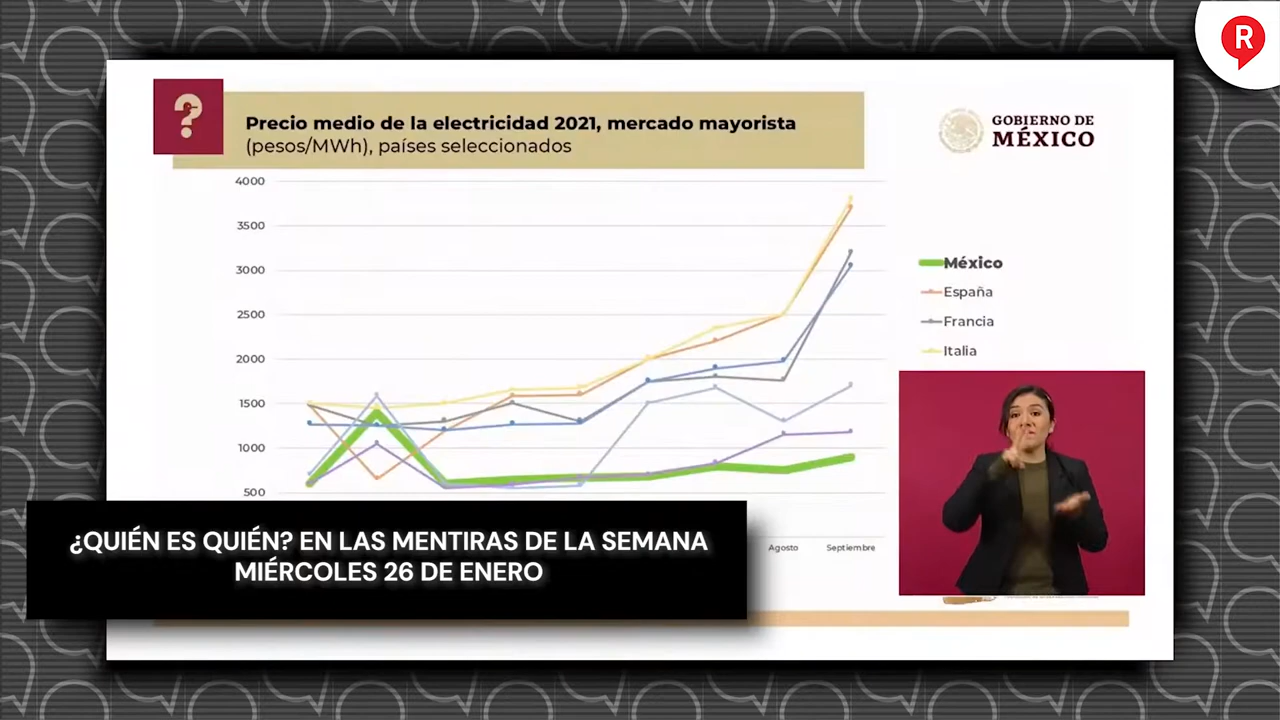 R
?
Precio medio de la electricidad 2021, mercado mayorista
(pesos/MWh), países seleccionados
GOBIERNO DE
MÉXICO
4000
3500
3000
2500
2000
1500
1000
500
México
España
Francia
Italia
Agosto
Septiembre
¿QUIÉN ES QUIÉN? EN LAS MENTIRAS DE LA SEMANA
MIÉRCOLES 26 DE ENERO